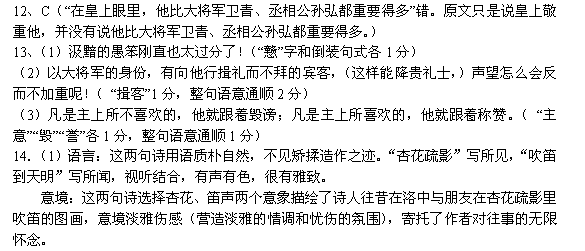 12、C（“在皇上眼里，他比大将军卫青、丞相公孙弘都重要得多”错。原文只是说皇上敬
重他，并没有说他比大将军卫青、丞相公孙弘都重要得多。）
13、（1）汲黯的愚笨刚直也太过分了!（“戆”字和倒装句式各1分）
（2）以大将军的身份，有向他行揖礼而不拜的宾客，（这样能降贵礼士，）声望怎么会反
而不加重呢!（ “揖客”1分，整句语意通顺2分）
（3）凡是主上所不喜欢的，他就跟着毁谤；凡是主上所喜欢的，他就跟着称赞。（ “主
意”“毁”“誉”各1分，整句语意通顺1分）
14．（1）语言：这两句诗用语质朴自然，不见矫揉造作之迹。“杏花疏影”写所见，“吹笛
到天明”写所闻，视听结合，有声有色，很有雅致。
意境：这两句诗选择杏花、笛声两个意象描绘了诗人往昔在洛中与朋友在杏花疏影里
吹笛的图画，意境淡雅伤感（营造淡雅的情调和忧伤的氛围），寄托了作者对往事的无限
怀念。